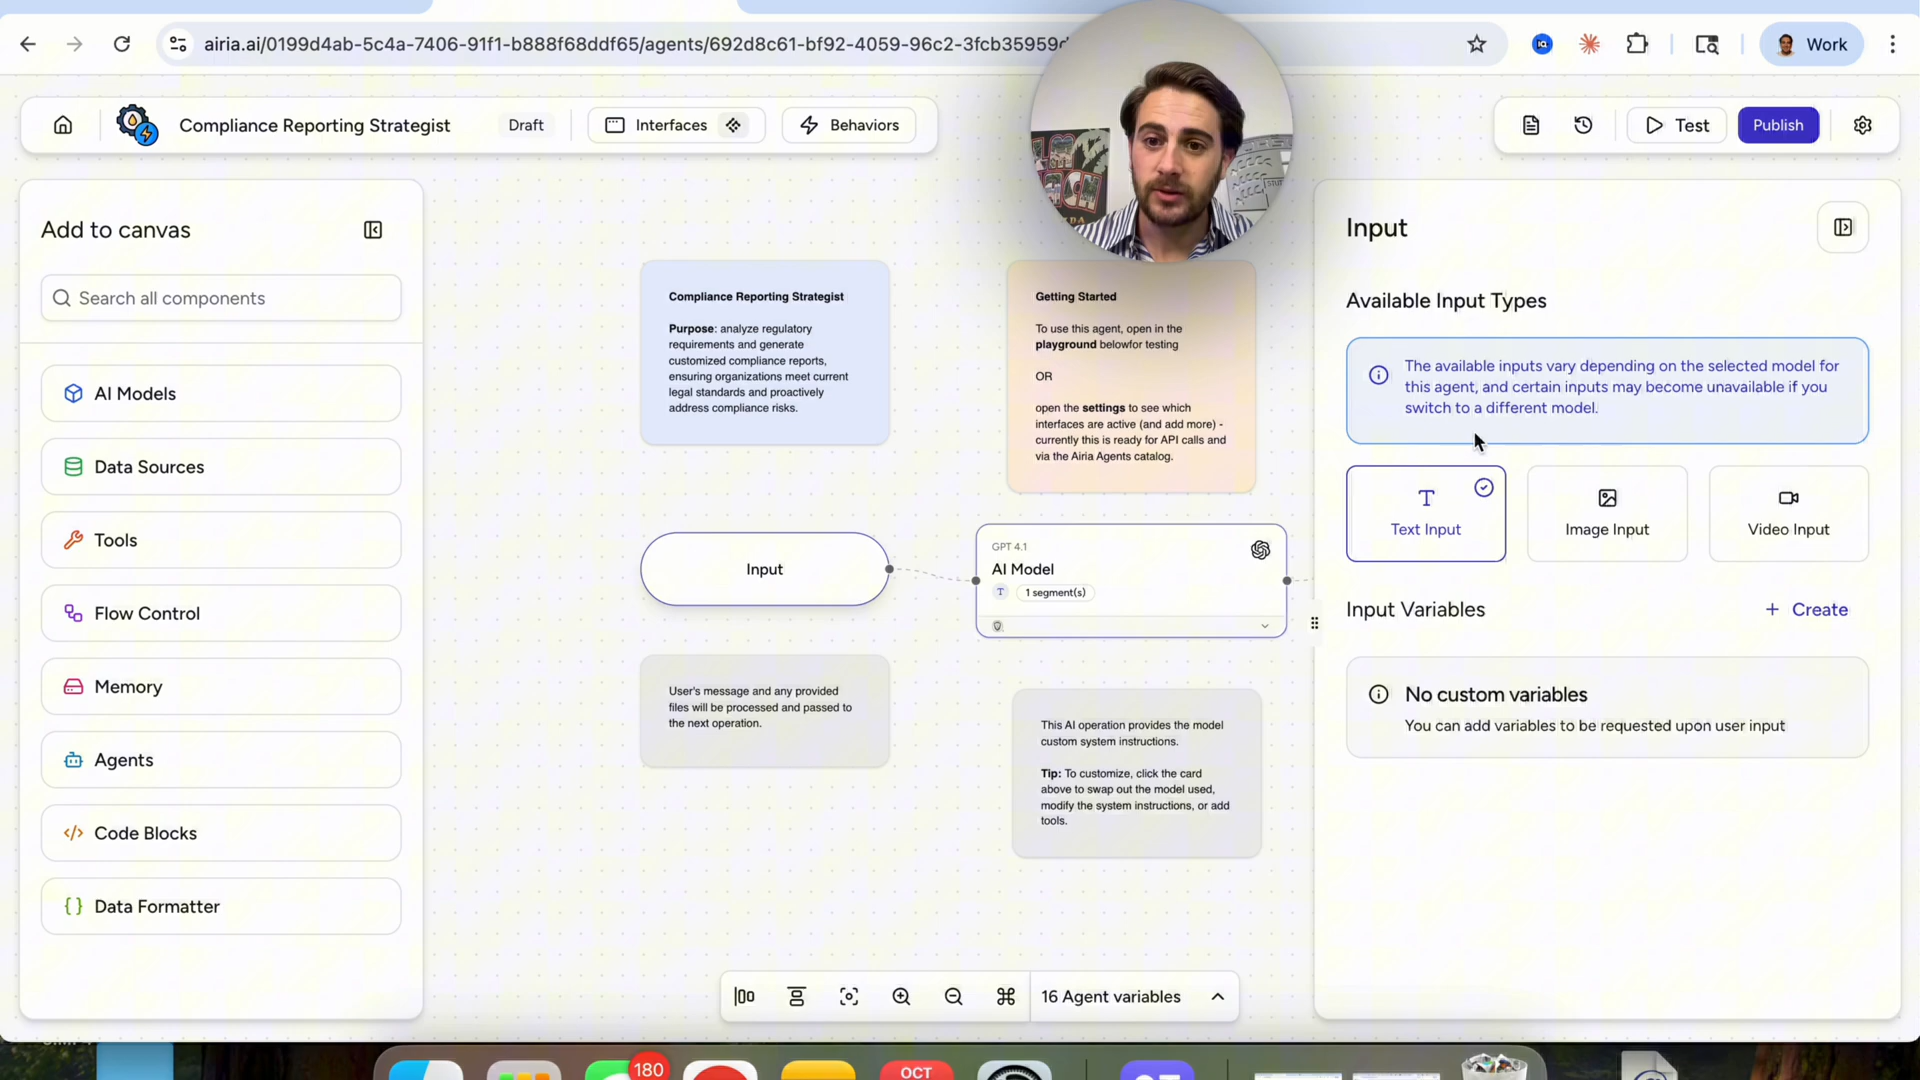 airia.ai/0199d4ab-5c4a-7406-91f1-b888f68ddf65/agents/692d8c61-bf92-4059-96c2-3fcb35959
Work
Compliance Reporting Strategist
Draft
Interfaces
Behaviors
Test
Publish
Add to canvas
Search all components
AI Models
Data Sources
Tools
Flow Control
Memory
Agents
Code Blocks
Data Formatter
Compliance Reporting Strategist
Purpose: analyze regulatory
requirements and generate
customized compliance reports,
ensuring organizations meet current
legal standards and proactively
address compliance risks.
Getting Started
To use this agent, open in the
playground belowfor testing
OR
open the settings to see which
interfaces are active (and add more) -
currently this is ready for API calls and
via the Airia Agents catalog.
Input
GPT 4.1
AI Model
T
1 segment(s)
User's message and any provided
files will be processed and passed to
the next operation.
This AI operation provides the model
custom system instructions.
Tip: To customize, click the card
above to swap out the model used,
modify the system instructions, or add
tools.
16 Agent variables
Input
Available Input Types
The available inputs vary depending on the selected model for
this agent, and certain inputs may become unavailable if you
switch to a different model.
Text Input
Image Input
Video Input
Input Variables
+ Create
No custom variables
You can add variables to be requested upon user input
180
OCT